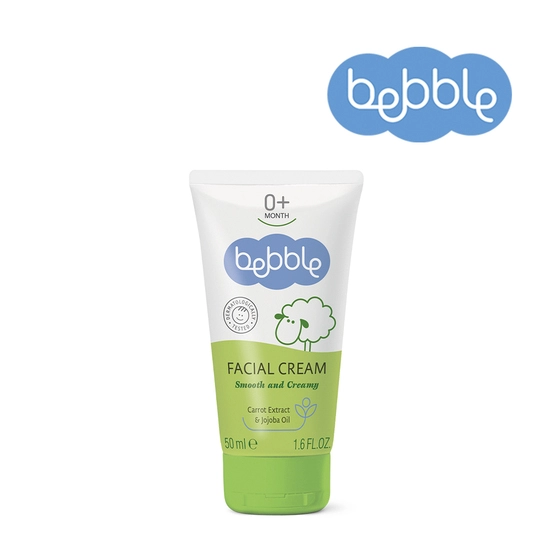 bebble
0+
MONTH
bebble
DERMATOLOGICALLY
TESTED
FACIAL CREAM
Smooth and Creamy
Carrot Extract
& Jojoba Oil
50 ml e
1.6 FL.OZ.